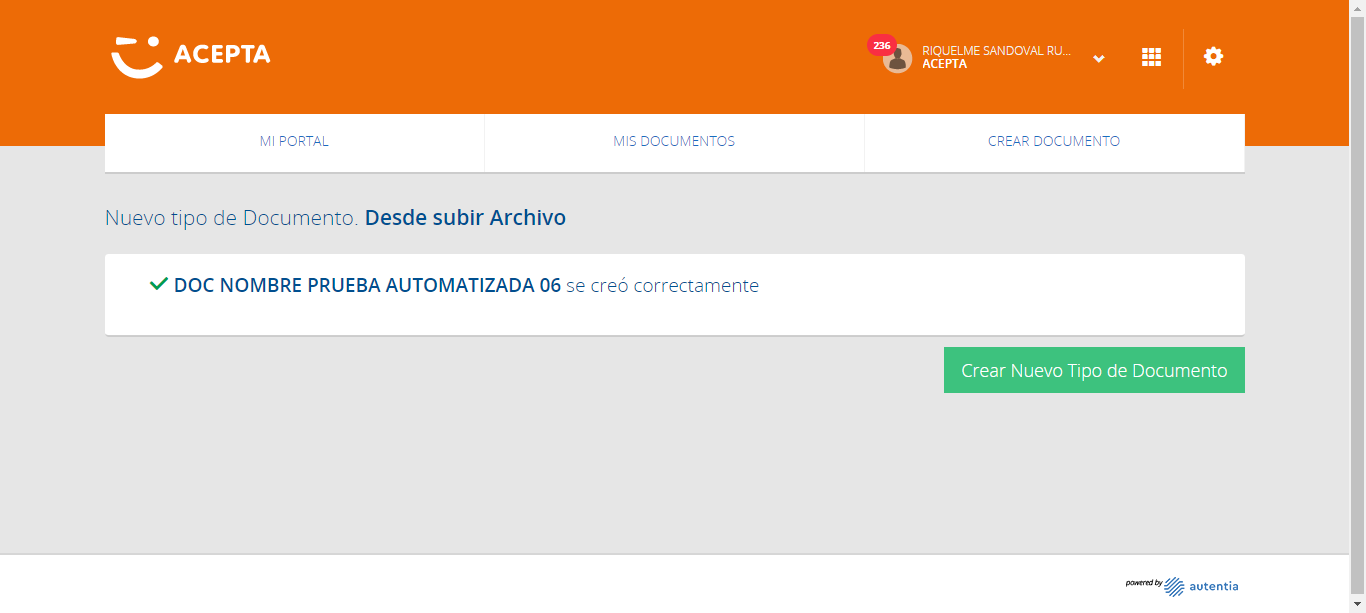 ACEPTA
236
RIQUELME SANDOVAL RU...
ACEPTA
MI PORTAL
MIS DOCUMENTOS
CREAR DOCUMENTO
Nuevo tipo de Documento. Desde subir Archivo
DOC NOMBRE PRUEBA AUTOMATIZADA 06 se creó correctamente
Crear Nuevo Tipo de Documento
powered by autentia